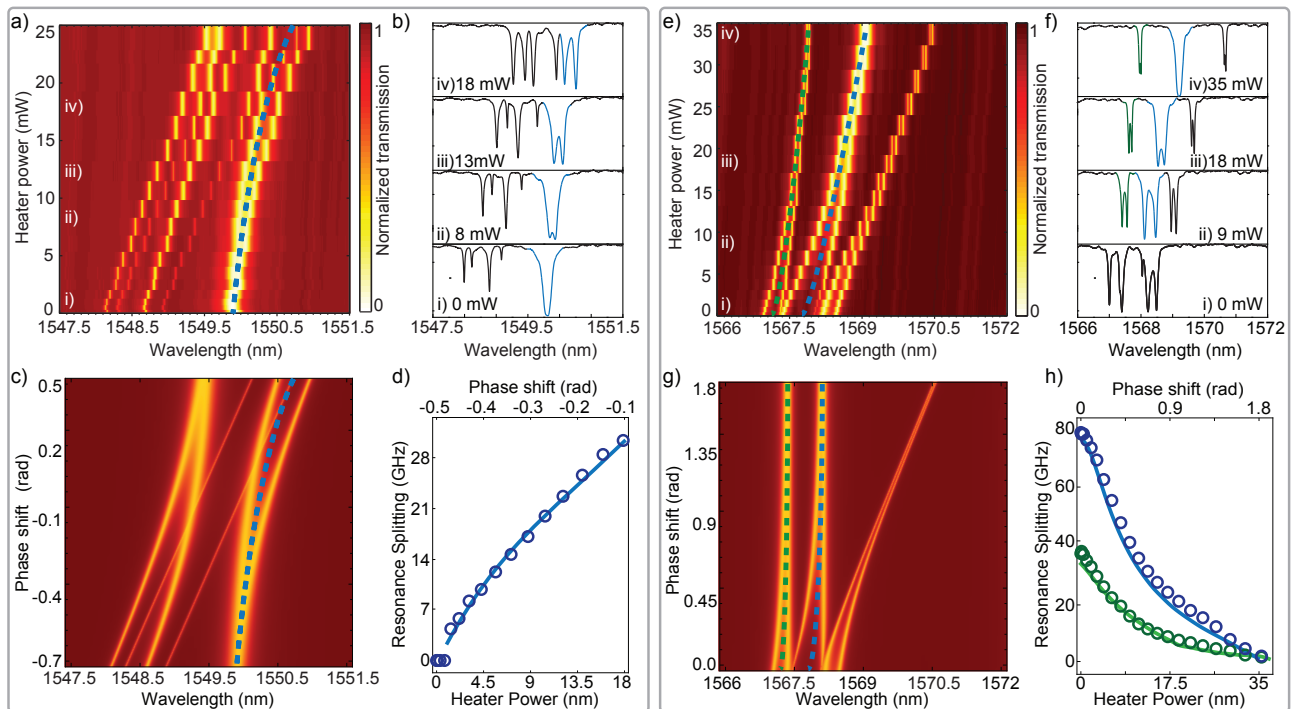 a)
25
20
15
10
5
0
iv)
iii)
ii)
i)
Heater power (mW)
1547.5 1548.5 1549.5 1550.5 1551.5
Wavelength (nm)
1
0
Normalized transmission
b)
iv)18 mW
iii)13mW
ii) 8 mW
i) 0 mW
1547.5 1549.5 1551.5
Wavelength (nm)
c)
0.5
0.2
-0.1
-0.4
-0.7
Phase shift (rad)
1547.5 1548.5 1549.5 1550.5 1551.5
Wavelength (nm)
d)
Phase shift (rad)
-0.5 -0.4 -0.3 -0.2 -0.1
28
21
14
7
0
Resonance Splitting (GHz)
0 4.5 9 13.5 18
Heater Power (nm)
e)
35
30
25
20
15
10
5
0
iv)
iii)
ii)
i)
Heater power (mW)
1566 1567.5 1569 1570.5 1572
Wavelength (nm)
1
0
Normalized transmission
f)
iv)35 mW
iii)18 mW
ii) 9 mW
i) 0 mW
1566 1568 1570 1572
Wavelength (nm)
g)
1.8
1.35
0.9
0.45
0.0
Phase shift (rad)
1566 1567.5 1569 1570.5 1572
Wavelength (nm)
h)
Phase shift (rad)
0 0.9 1.8
80
60
40
20
0
Resonance Splitting (GHz)
0 17.5 35
Heater Power (nm)